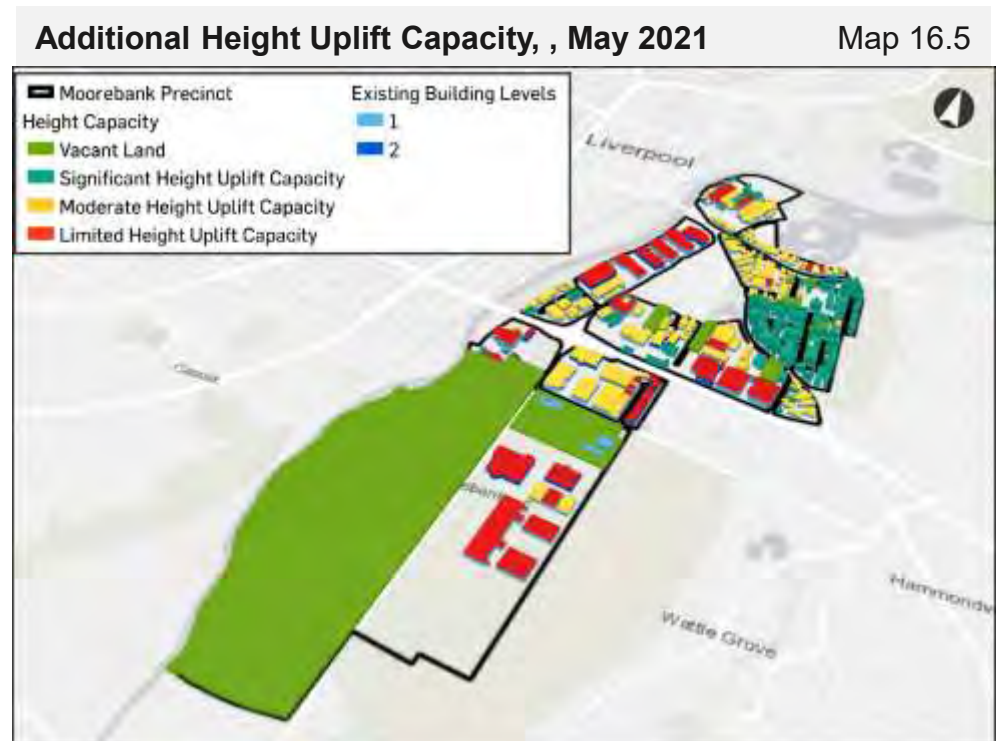 Additional Height Uplift Capacity, , May 2021 Map 16.5
Moorebank Precinct
Height Capacity
Vacant Land
Significant Height Uplift Capacity
Moderate Height Uplift Capacity
Limited Height Uplift Capacity
Existing Building Levels
1
2
Liverpool
Casula
Wattle Grove